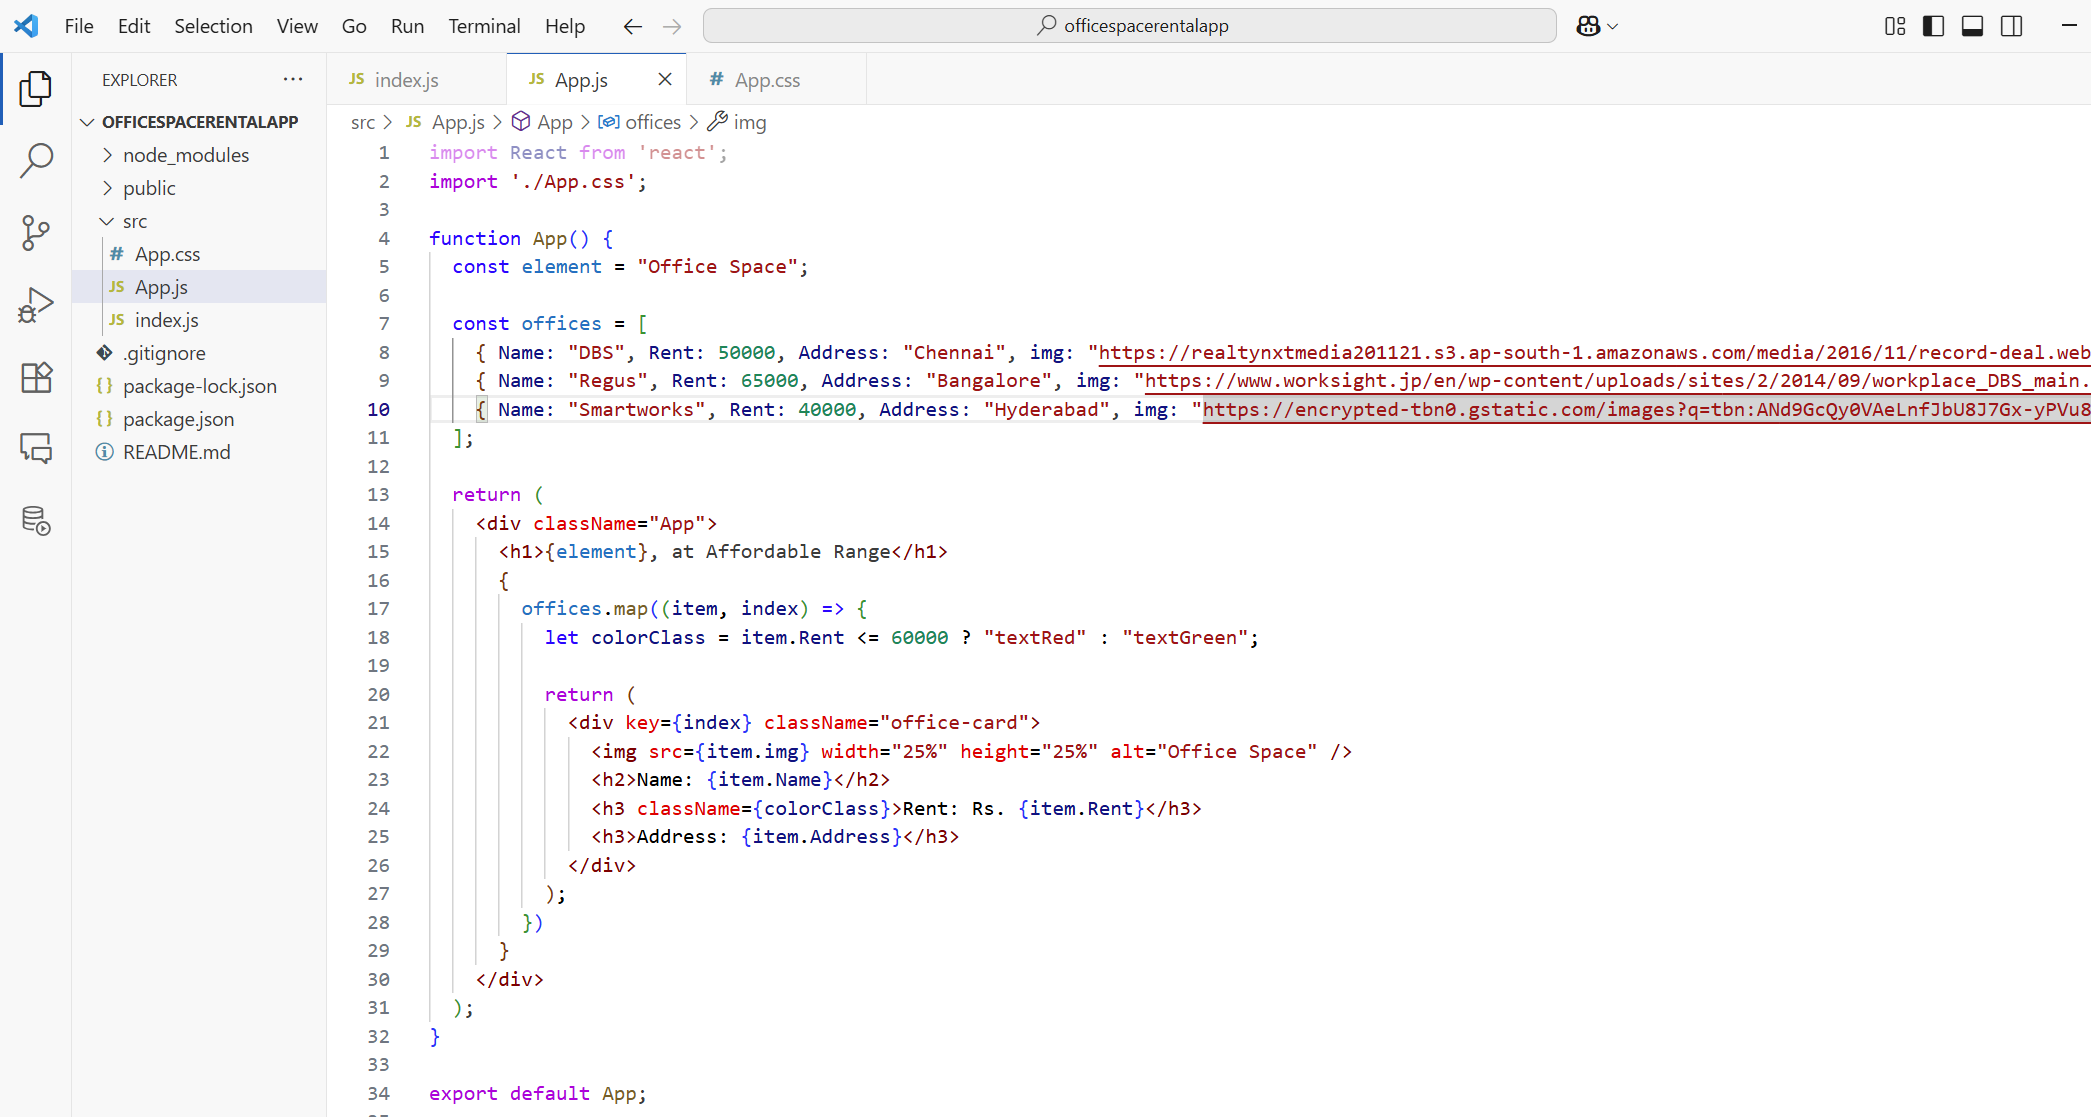 File Edit Selection View Go Run Terminal Help officespacerentalapp
EXPLORER
OFFICESPACERENTALAPP
node_modules
public
src
# App.css
JS App.js
JS index.js
.gitignore
{} package-lock.json
{} package.json
README.md
JS index.js JS App.js # App.css
src > JS App.js > App > offices > img
1 import React from 'react';
2 import './App.css';
3
4 function App() {
5 const element = "Office Space";
6
7 const offices = [
8 { Name: "DBS", Rent: 50000, Address: "Chennai", img: "https://realtynxtmedia201121.s3.ap-south-1.amazonaws.com/media/2016/11/record-deal.web
9 { Name: "Regus", Rent: 65000, Address: "Bangalore", img: "https://www.worksight.jp/en/wp-content/uploads/sites/2/2014/09/workplace_DBS_main.
10 { Name: "Smartworks", Rent: 40000, Address: "Hyderabad", img: "https://encrypted-tbn0.gstatic.com/images?q=tbn:ANd9GcQy0VAeLnfJbU8J7Gx-yPVu8
11 ];
12
13 return (
14 <div className="App">
15 <h1>{element}, at Affordable Range</h1>
16 {
17 offices.map((item, index) => {
18 let colorClass = item.Rent <= 60000 ? "textRed" : "textGreen";
19
20 return (
21 <div key={index} className="office-card">
22 <img src={item.img} width="25%" height="25%" alt="Office Space" />
23 <h2>Name: {item.Name}</h2>
24 <h3 className={colorClass}>Rent: Rs. {item.Rent}</h3>
25 <h3>Address: {item.Address}</h3>
26 </div>
27 );
28 })
29 }
30 </div>
31 );
32 }
33
34 export default App;